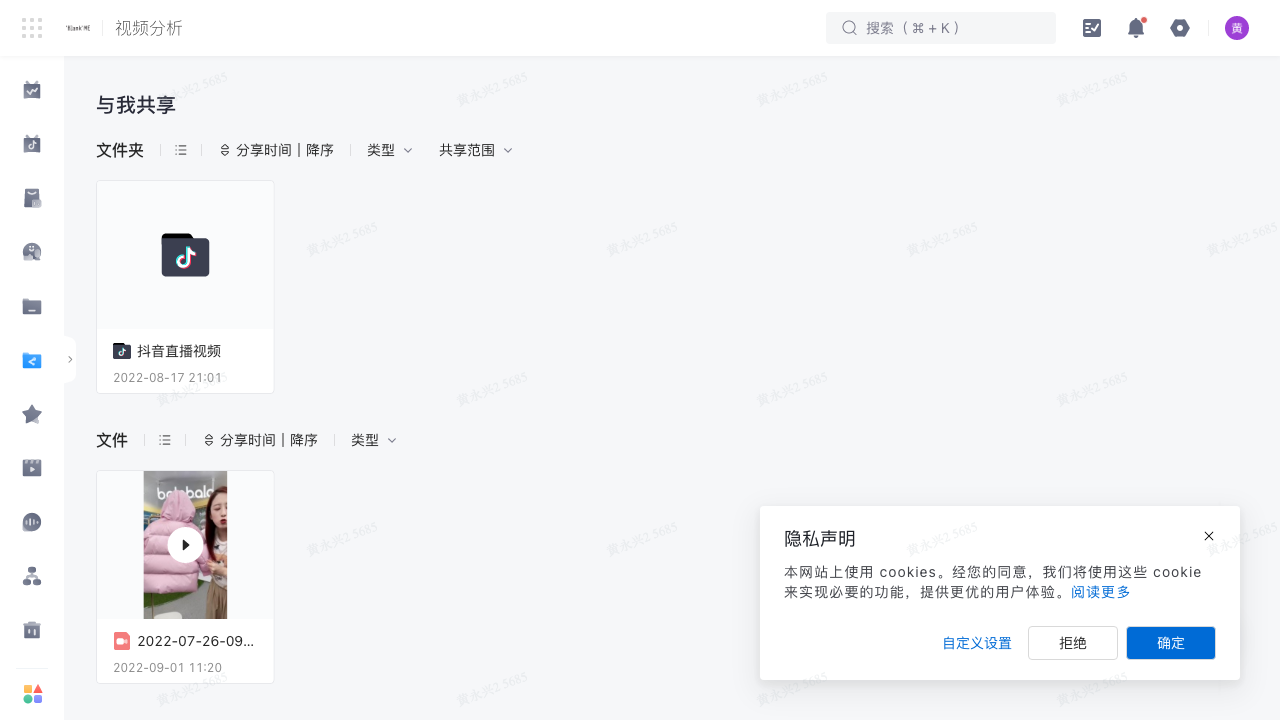 'Blank'ME
视频分析
搜索（⌘ + K ）
黄
与我共享
文件夹
分享时间 | 降序
类型
共享范围
抖音直播视频
2022-08-17 21:01
文件
分享时间 | 降序
类型
2022-07-26-09...
2022-09-01 11:20
隐私声明
本网站上使用 cookies。经您的同意，我们将使用这些 cookie
来实现必要的功能，提供更优的用户体验。阅读更多
自定义设置
拒绝
确定
黄永兴2 5685